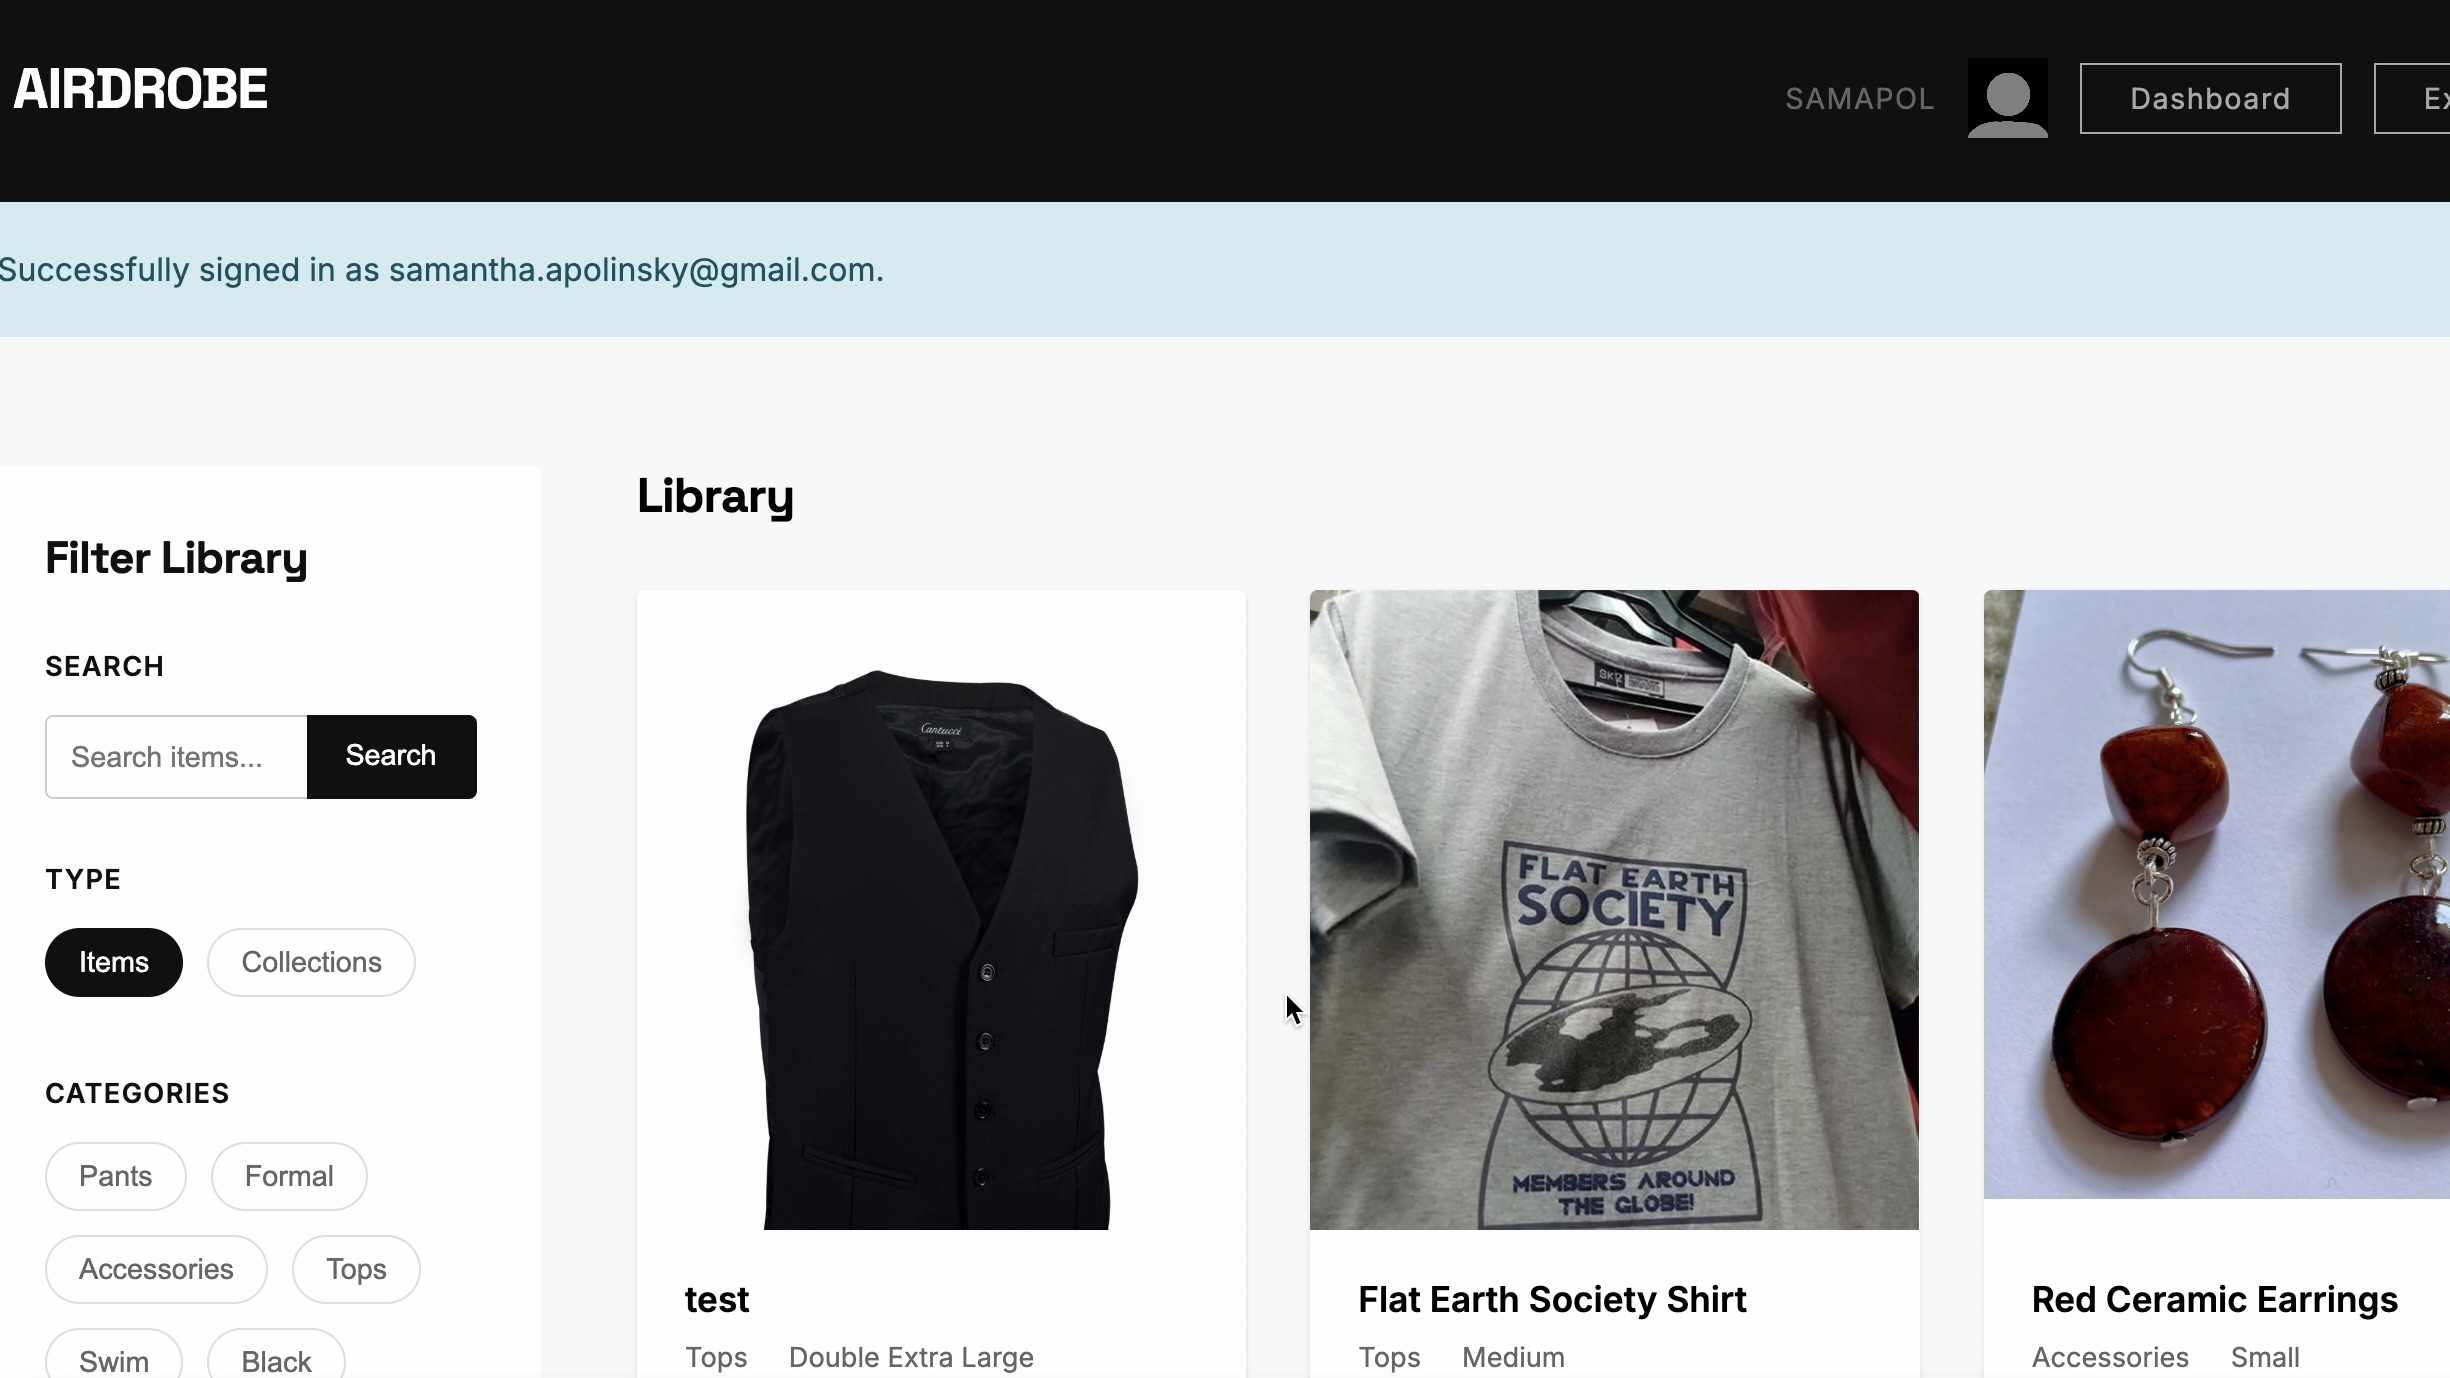 AIRDROBE
SAMAPOL
Dashboard
Successfully signed in as samantha.apolinsky@gmail.com.
Filter Library
SEARCH
Search items...
Search
TYPE
Items
Collections
CATEGORIES
Pants
Formal
Accessories
Tops
Swim
Black
Library
Cantucci
test
Tops
Double Extra Large
FLAT EARTH
SOCIETY
MEMBERS AROUND
THE GLOBE!
Flat Earth Society Shirt
Tops
Medium
Red Ceramic Earrings
Accessories
Small